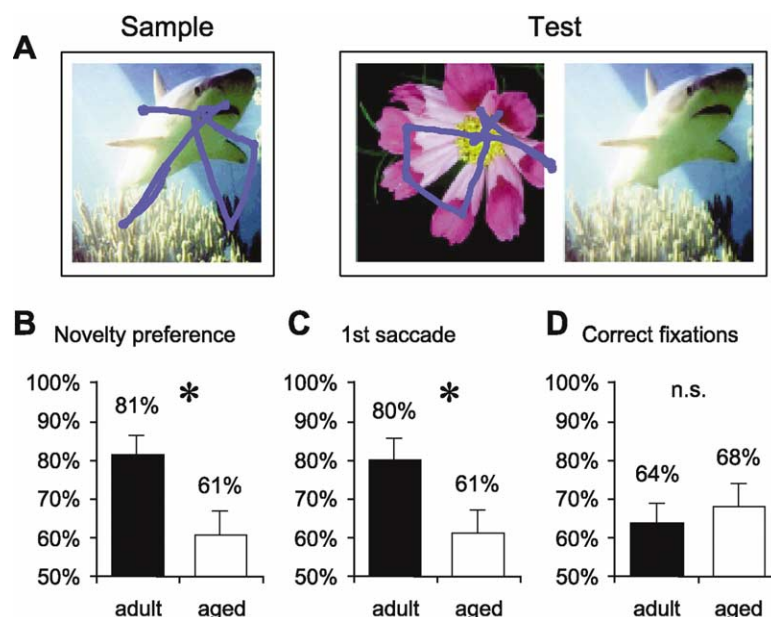 Sample Test
A
B Novelty preference C 1st saccade D Correct fixations
100% 100% 100%
90% 81% * 90% 80% * 90% n.s.
80% 80% 80%
70% 61% 70% 61% 70% 64% 68%
60% 60% 60%
50% 50% 50%
adult aged adult aged adult aged